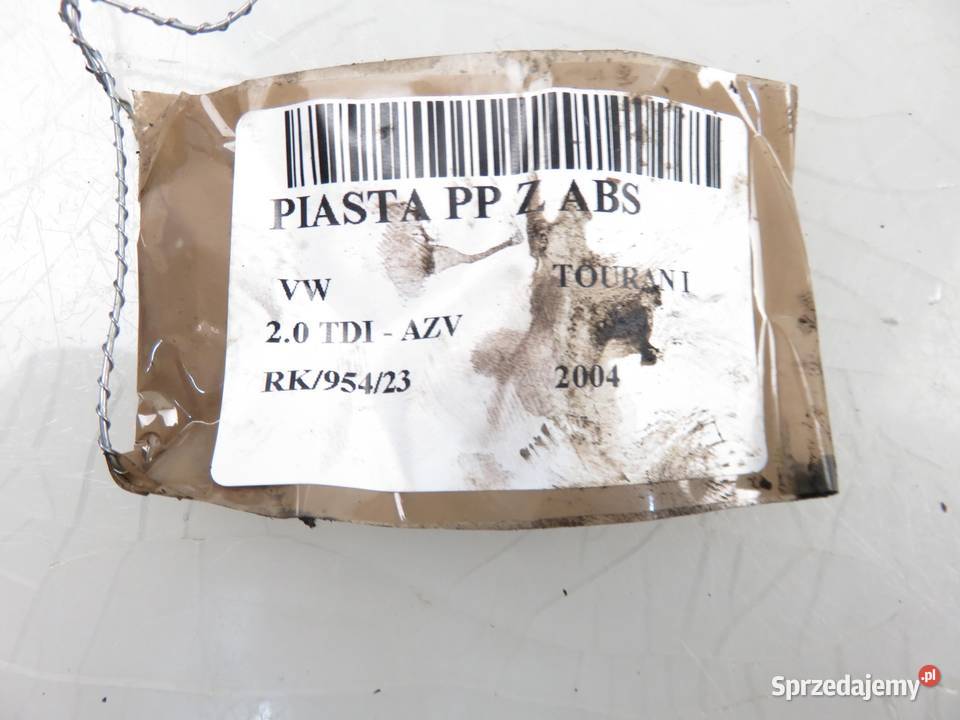 PIASTA PP Z ABS
VW TOURAN I
2.0 TDI - AZV
RK/954/23 2004
Sprzedajemy.pl